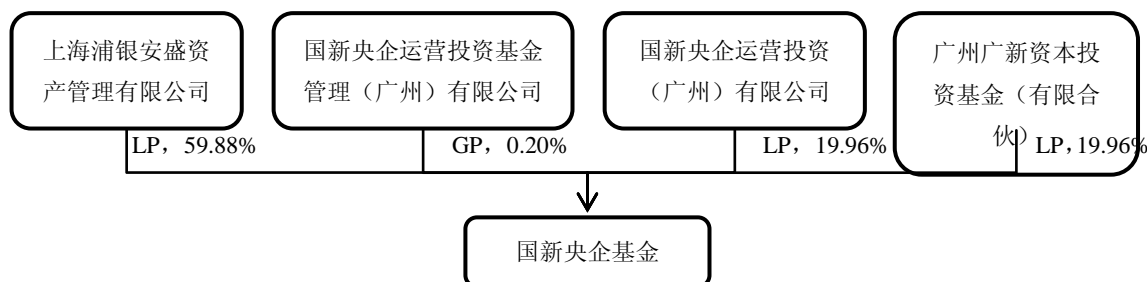 上海浦银安盛资
产管理有限公司
国新央企运营投资基金
管理（广州）有限公司
国新央企运营投资
（广州）有限公司
广州广新资本投
资基金（有限合
伙）
LP，59.88%
GP，0.20%
LP，19.96%
LP，19.96%
国新央企基金